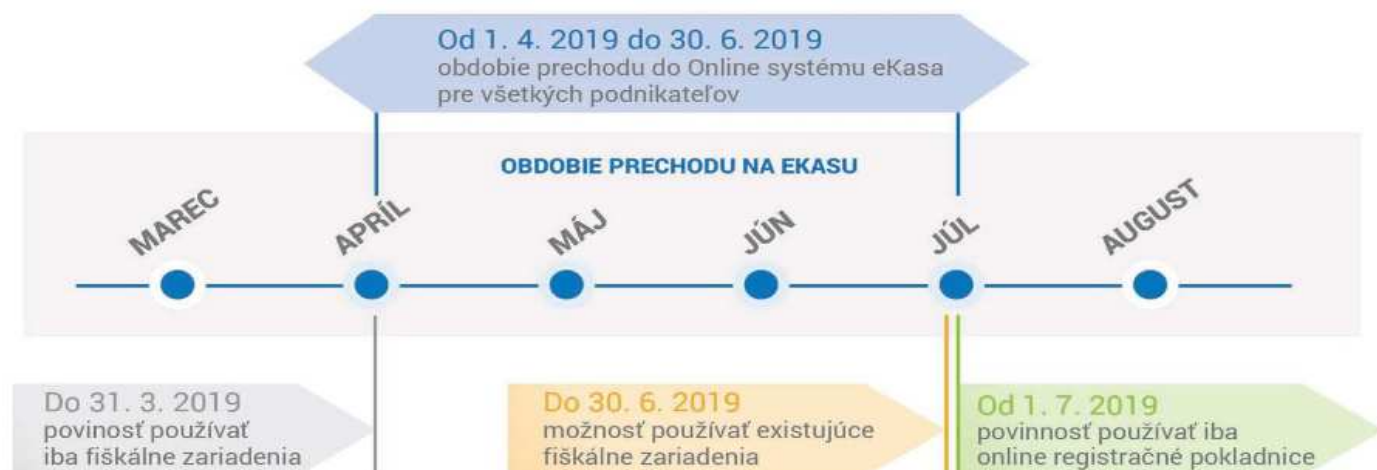 Od 1. 4. 2019 do 30. 6. 2019
obdobie prechodu do Online systému eKasa
pre všetkých podnikateľov
OBDOBIE PRECHODU NA EKASU
MAREC
APRÍL
MÁJ
JÚN
JÚL
AUGUST
Do 31. 3. 2019
povinosť používať
iba fiškálne zariadenia
Do 30. 6. 2019
možnosť používať existujúce
fiškálne zariadenia
Od 1. 7. 2019
povinnosť používať iba
online registračné pokladnice